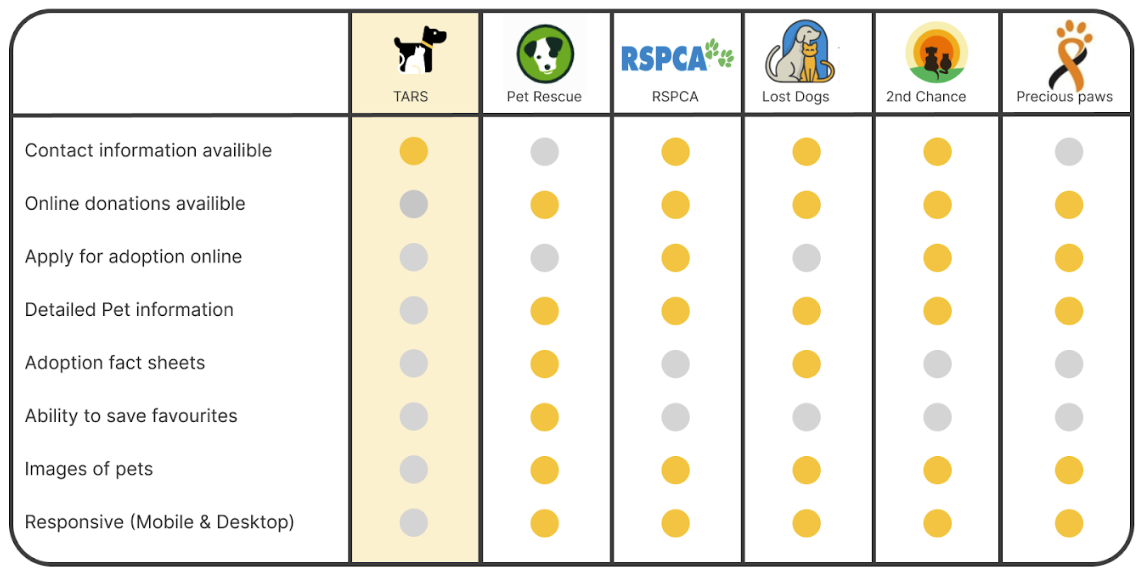 RSPCA
TARS
Pet Rescue
RSPCA
Lost Dogs
2nd Chance
Precious paws
Contact information availible
Online donations availible
Apply for adoption online
Detailed Pet information
Adoption fact sheets
Ability to save favourites
Images of pets
Responsive (Mobile & Desktop)